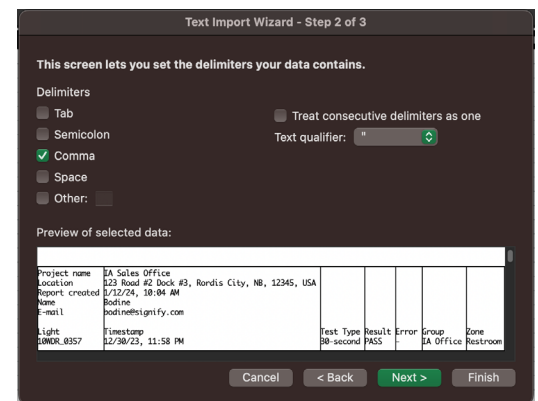 Text Import Wizard - Step 2 of 3
This screen lets you set the delimiters your data contains.
Delimiters
Tab
Semicolon
Comma
Space
Other:
Treat consecutive delimiters as one
Text qualifier: "
Preview of selected data:
Project name IA Sales Office
Location 123 Road #2 Dock #3, Rordis City, NB, 12345, USA
Report created 1/12/24, 10:04 AM
Name Bodine
E-mail bodine@signify.com
Light Timestamp Test Type Result Error Group Zone
10WDR_0357 12/30/23, 11:58 PM 30-second PASS - IA Office Restroom
Cancel < Back Next > Finish